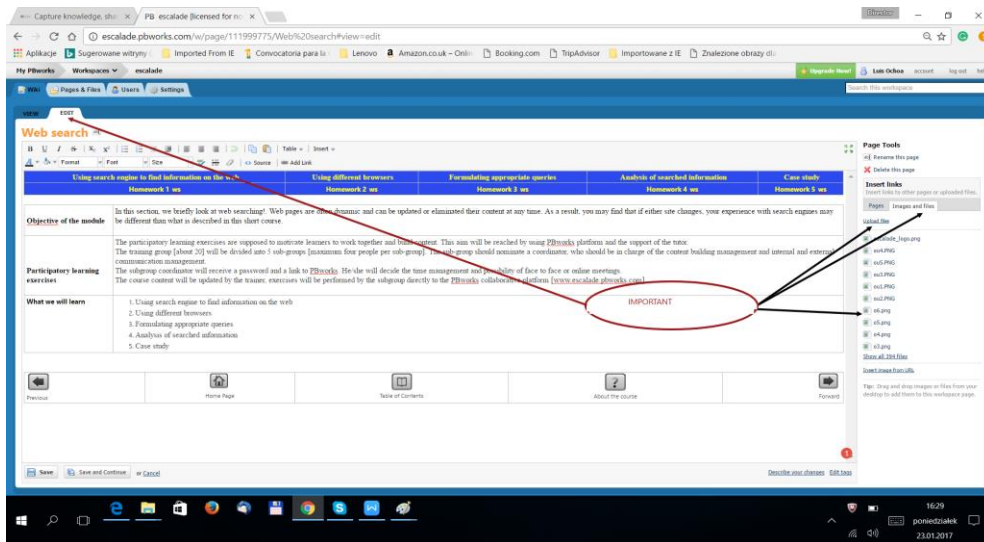 Capture knowledge, sha
PB escalade [licensed for no
Director
escalade.pbworks.com/w/page/111999775/Web%20search#view=edit
Aplikacje Sugerowane witryny Imported From IE Convocatoria para la Lenovo Amazon.co.uk – Onli Booking.com TripAdvisor Importowane z IE Znalezione obrazy dla
My PBworks Workspaces escalade
Upgrade Now! Luis Ochoa account log out
Wiki Pages & Files Users Settings
Search this workspace
VIEW EDIT
Web search
Table Insert
Format Font Size Source Add Link
Using search engine to find information on the web Using different browsers Formulating appropriate queries Analysis of searched information Case study
Homework 1 ws Homework 2 ws Homework 3 ws Homework 4 ws Homework 5 ws
Objective of the module
In this section, we briefly look at web searching!. Web pages are often dynamic and can be updated or eliminated their content at any time. As a result, you may find that if either site changes, your experience with search engines may
be different than what is described in this short course.
Participatory learning
exercises
The participatory learning exercises are supposed to motivate learners to work together and build content. This aim will be reached by using PBworks platform and the support of the tutor.
The training group [about 20] will be divided into 5 sub-groups [maximum four people per sub-group]. The sub-group should nominate a coordinator, who should be in charge of the content building management and internal and external
communication management.
The subgroup coordinator will receive a password and a link to PBworks. He/she will decide the time management and possibility of face to face or online meetings.
The course content will be updated by the trainer, exercises will be performed by the subgroup directly to the PBworks collaborative platform [www.escalade.pbworks.com]
What we will learn
1. Using search engine to find information on the web
2. Using different browsers
3. Formulating appropriate queries
4. Analysis of searched information
5. Case study
IMPORTANT
Previous Home Page Table of Contents About the course Forward
1
Save Save and Continue or Cancel
Describe your changes Edit tags
Page Tools
Rename this page
Delete this page
Insert links
Insert links to other pages or uploaded files.
Pages Images and files
Upload files
escalade_logo.png
ou4.PNG
ou5.PNG
ou3.PNG
ou1.PNG
ou2.PNG
o6.png
o5.png
o4.png
o3.png
Show all 204 files
Insert image from URL
Tip: Drag and drop images or files from your
desktop to add them to this workspace page.
16:29
poniedziałek
23.01.2017